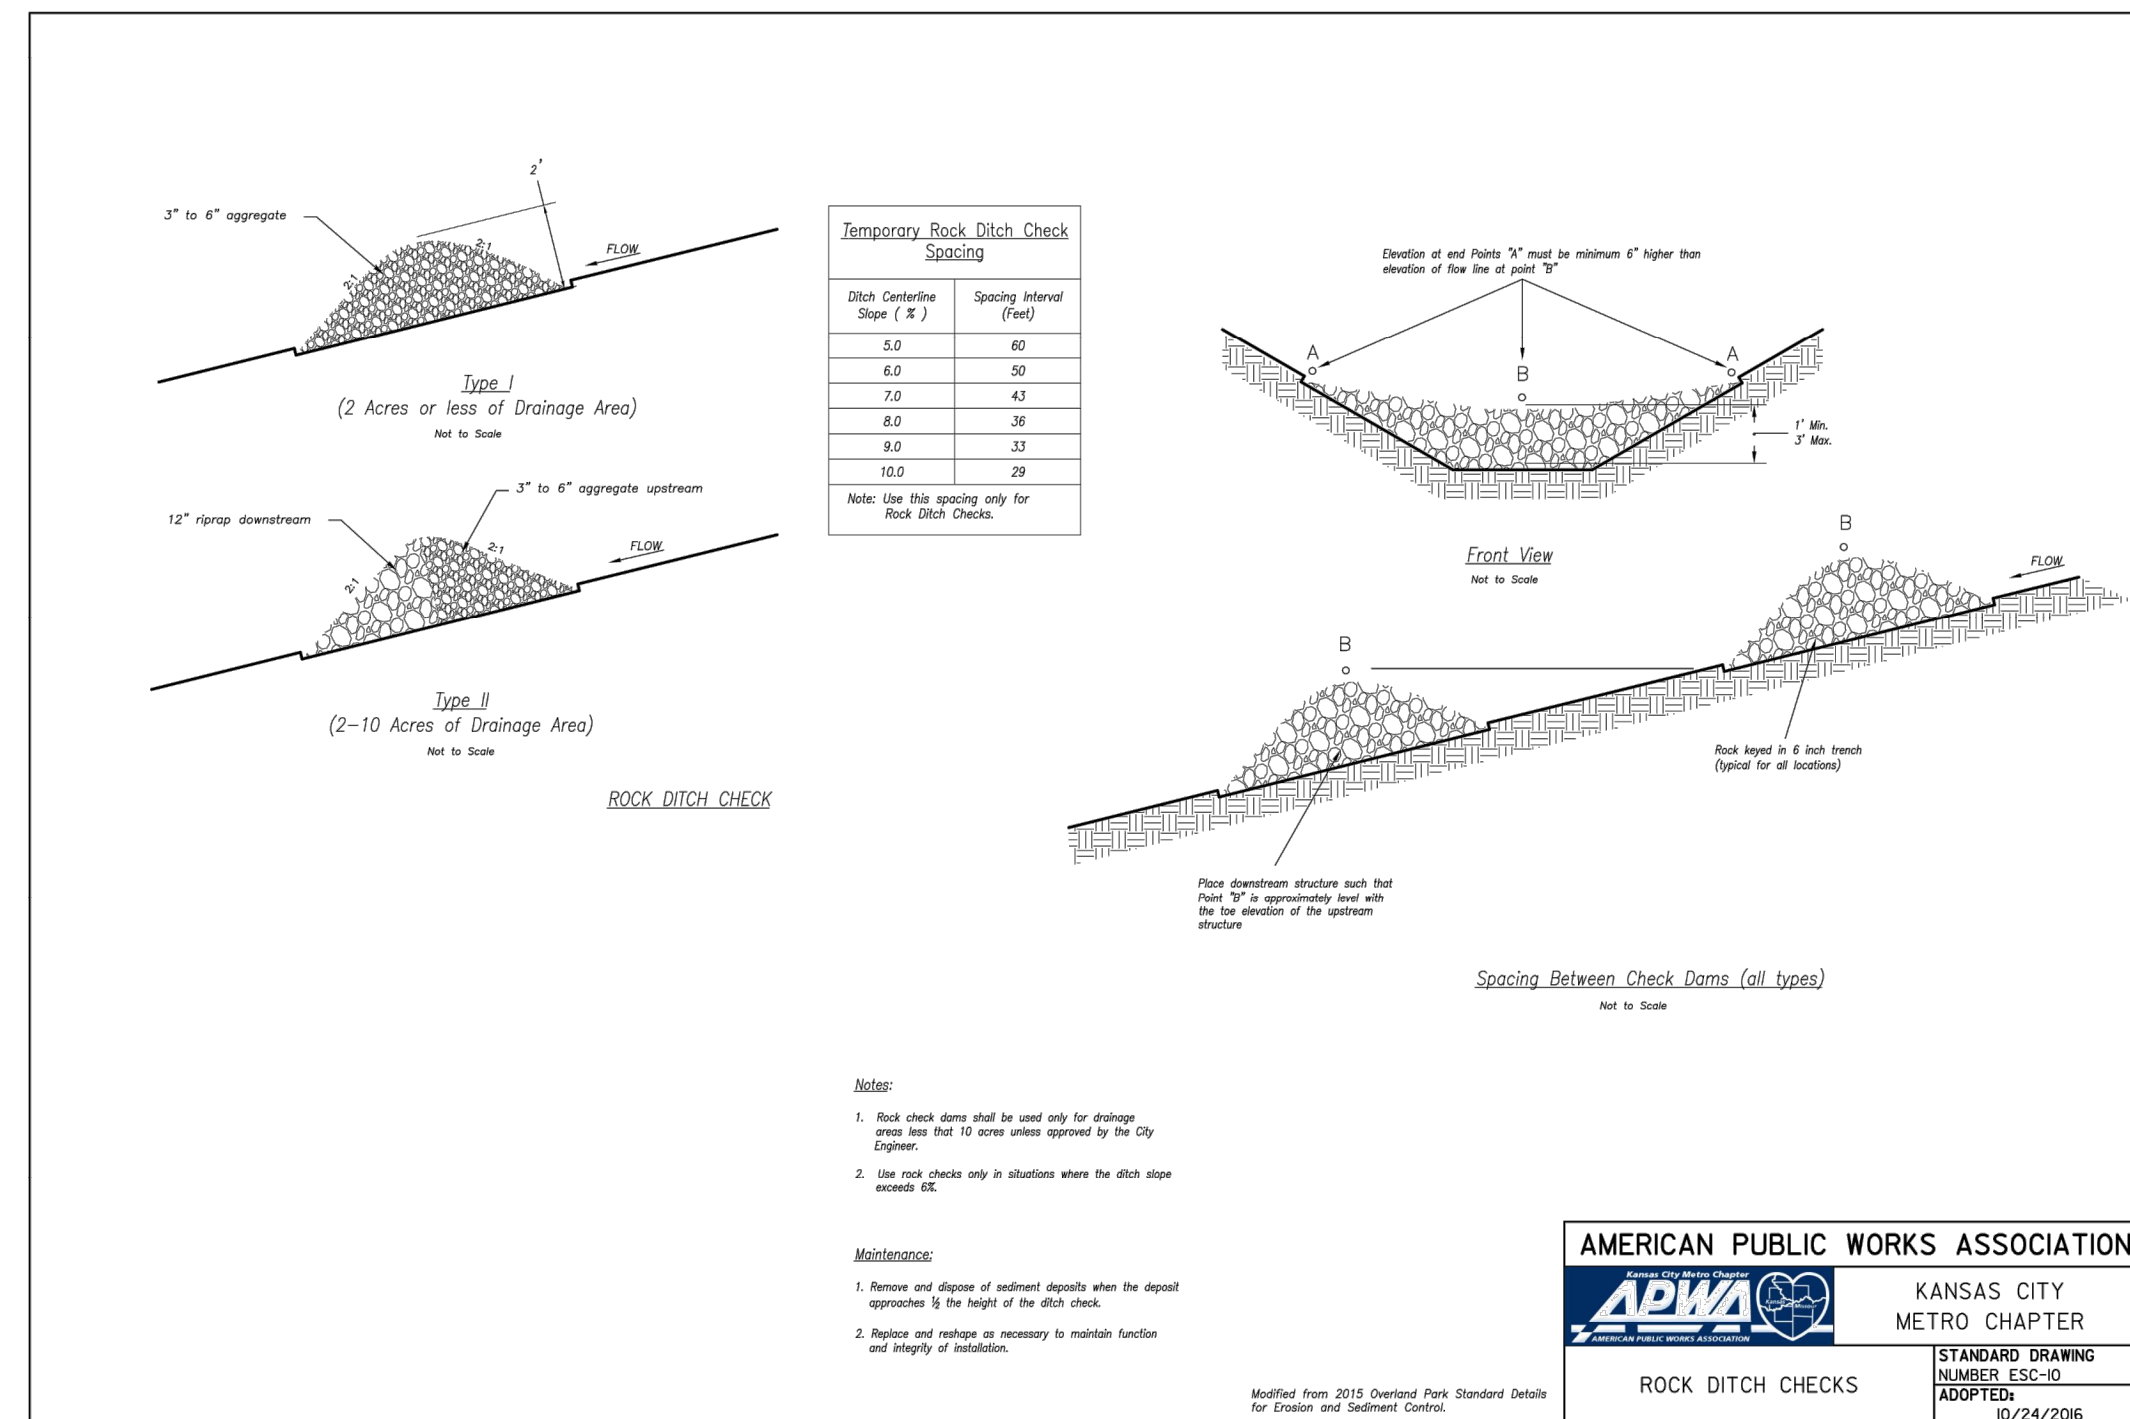 2'
3" to 6" aggregate
2:1
2:1
FLOW
Type I
(2 Acres or less of Drainage Area)
Not to Scale
3" to 6" aggregate upstream
12" riprap downstream
2:1
2:1
FLOW
Type II
(2-10 Acres of Drainage Area)
Not to Scale
ROCK DITCH CHECK
Temporary Rock Ditch Check
Spacing
Ditch Centerline
Slope ( % )
Spacing Interval
(Feet)
5.0 60
6.0 50
7.0 43
8.0 36
9.0 33
10.0 29
Note: Use this spacing only for
Rock Ditch Checks.
Elevation at end Points "A" must be minimum 6" higher than
elevation of flow line at point "B"
A
B
A
1' Min.
3' Max.
Front View
Not to Scale
B
FLOW
B
Rock keyed in 6 inch trench
(typical for all locations)
Place downstream structure such that
Point "B" is approximately level with
the toe elevation of the upstream
structure
Spacing Between Check Dams (all types)
Not to Scale
Notes:
1. Rock check dams shall be used only for drainage
areas less that 10 acres unless approved by the City
Engineer.
2. Use rock checks only in situations where the ditch slope
exceeds 6%.
Maintenance:
1. Remove and dispose of sediment deposits when the deposit
approaches ½ the height of the ditch check.
2. Replace and reshape as necessary to maintain function
and integrity of installation.
Modified from 2015 Overland Park Standard Details
for Erosion and Sediment Control.
AMERICAN PUBLIC WORKS ASSOCIATION
Kansas City Metro Chapter
APWA
Kansas
Missouri
AMERICAN PUBLIC WORKS ASSOCIATION
KANSAS CITY
METRO CHAPTER
ROCK DITCH CHECKS
STANDARD DRAWING
NUMBER ESC-10
ADOPTED:
10/24/2016